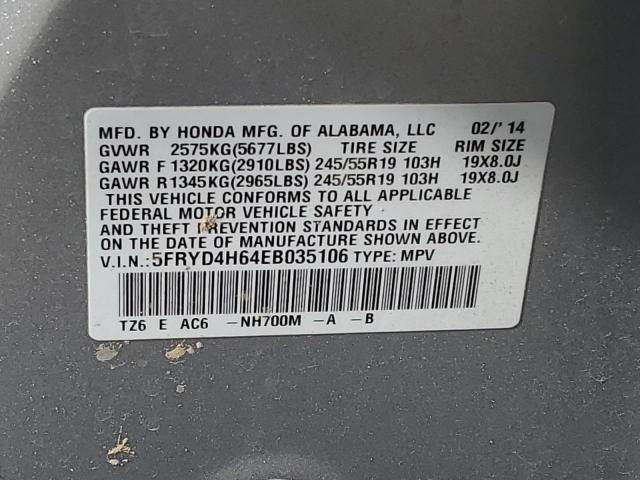 MFD. BY HONDA MFG. OF ALABAMA, LLC 02/'14
GVWR 2575KG(5677LBS) TIRE SIZE RIM SIZE
GAWR F 1320KG(2910LBS) 245/55R19 103H 19X8.0J
GAWR R 1345KG(2965LBS) 245/55R19 103H 19X8.0J
THIS VEHICLE CONFORMS TO ALL APPLICABLE
FEDERAL MOTOR VEHICLE SAFETY
AND THEFT PREVENTION STANDARDS IN EFFECT
ON THE DATE OF MANUFACTURE SHOWN ABOVE.
V.I.N.: 5FRYD4H64EB035106 TYPE: MPV
TZ6 E AC6 -NH700M -A -B